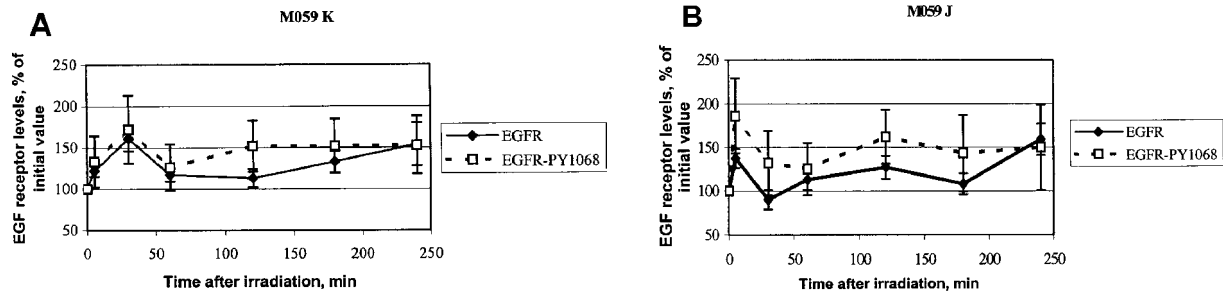 A
M059 K
EGF receptor levels, % of
initial value
250
200
150
100
50
0
50
100
150
200
250
Time after irradiation, min
EGFR
EGFR-PY1068
B
M059 J
EGF receptor levels, % of
initial value
250
200
150
100
50
0
50
100
150
200
250
Time after irradiation, min
EGFR
EGFR-PY1068